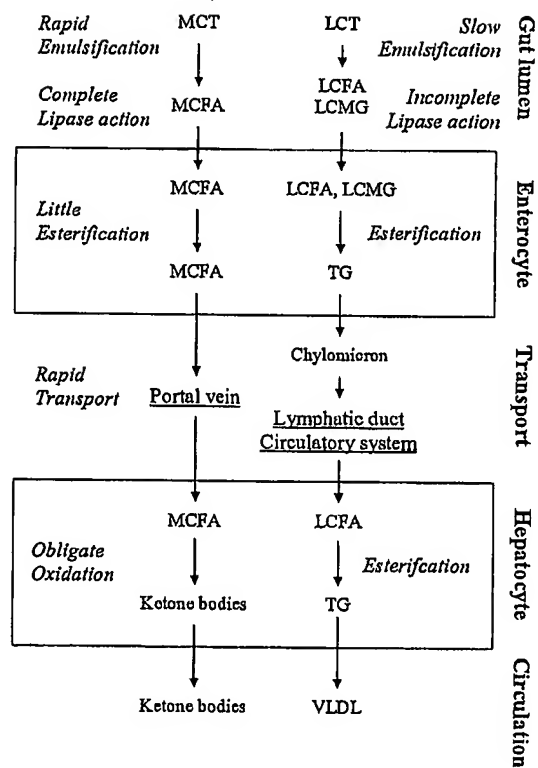 Rapid
Emulsification
MCT
LCT
Slow
Emulsification
Gut lumen
Complete
Lipase action
MCFA
LCFA
LCMG
Incomplete
Lipase action
MCFA
LCFA, LCMG
Enterocyte
Little
Esterification
Esterification
MCFA
TG
Chylomicron
Transport
Rapid
Transport
Portal vein
Lymphatic duct
Circulatory system
MCFA
LCFA
Hepatocyte
Obligate
Oxidation
Esterifcation
Ketone bodies
TG
Ketone bodies
VLDL
Circulation